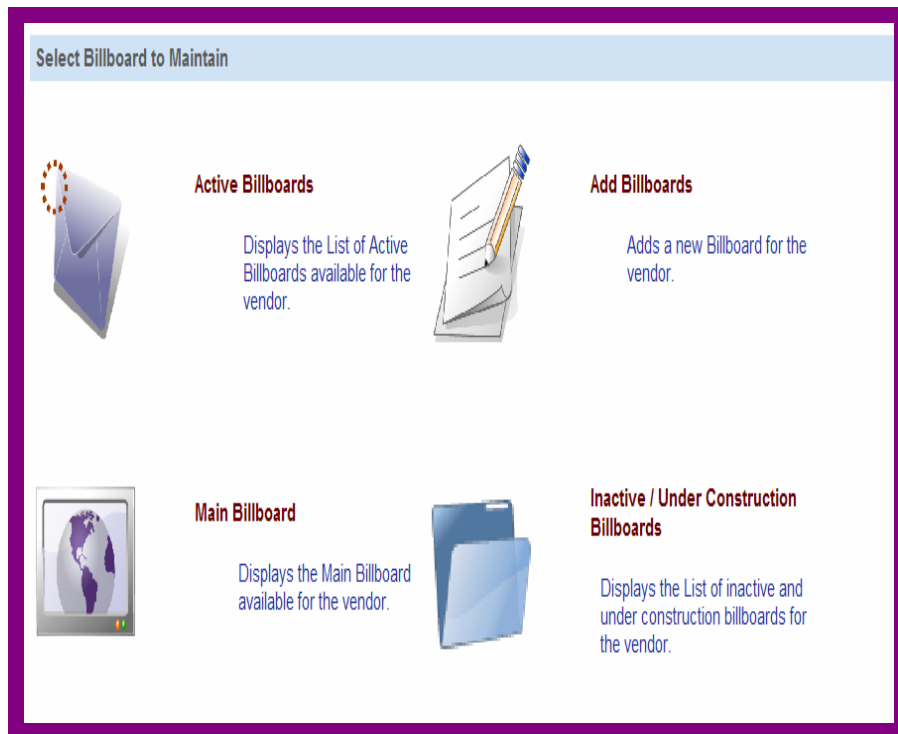 Select Billboard to Maintain
Active Billboards
Displays the List of Active
Billboards available for the
vendor.
Add Billboards
Adds a new Billboard for the
vendor.
Main Billboard
Displays the Main Billboard
available for the vendor.
Inactive / Under Construction
Billboards
Displays the List of inactive and
under construction billboards for
the vendor.